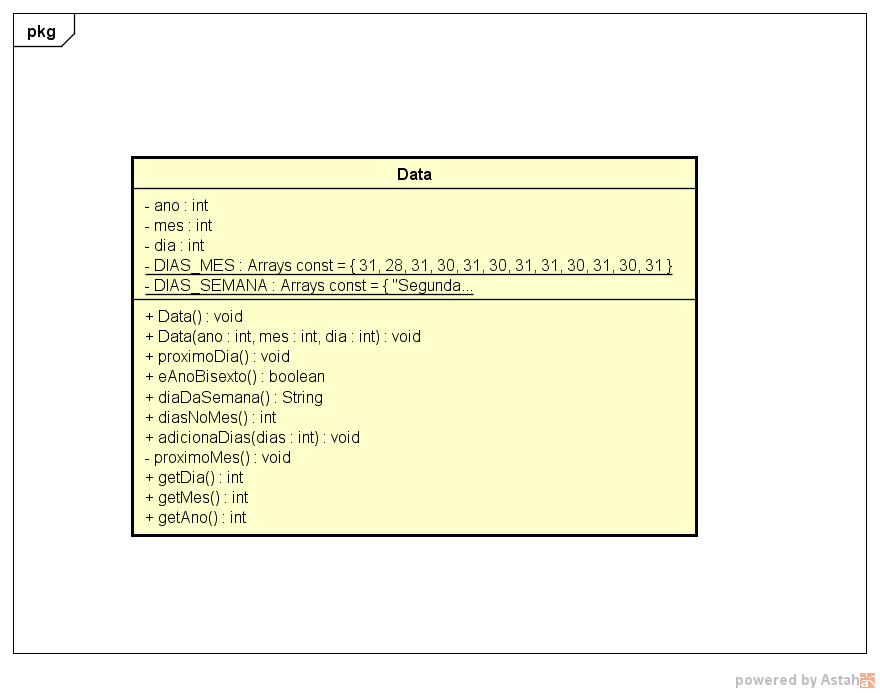 pkg
Data
- ano : int
- mes : int
- dia : int
- DIAS_MES : Arrays const = { 31, 28, 31, 30, 31, 30, 31, 31, 30, 31, 30, 31 }
- DIAS_SEMANA : Arrays const = { "Segunda...
+ Data() : void
+ Data(ano : int, mes : int, dia : int) : void
+ proximoDia() : void
+ eAnoBisexto() : boolean
+ diaDaSemana() : String
+ diasNoMes() : int
+ adicionaDias(dias : int) : void
- proximoMes() : void
+ getDia() : int
+ getMes() : int
+ getAno() : int
powered by Astah